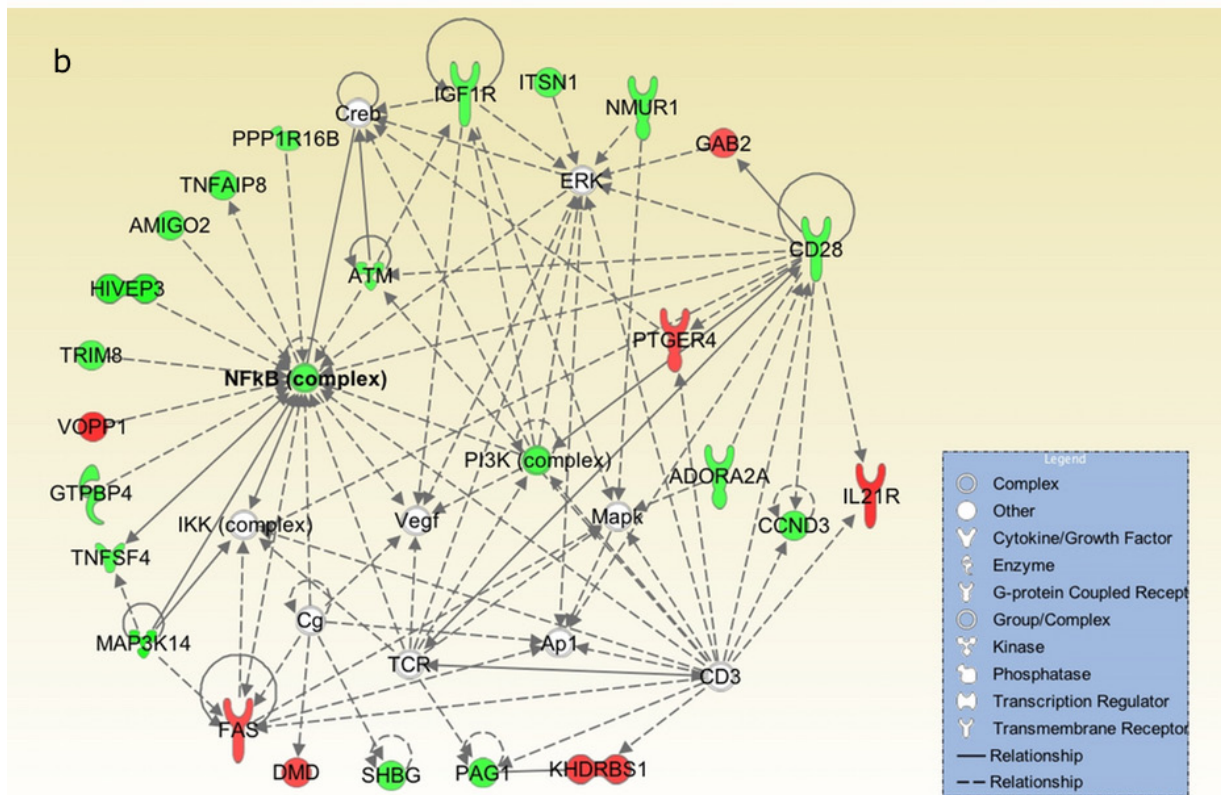 b
IGF1R
ITSN1
NMUR1
Creb
PPP1R16B
GAB2
TNFAIP8
ERK
AMIGO2
CD28
ATM
HIVEP3
PTGER4
TRIM8
NFkB (complex)
VOPP1
PI3K (complex)
ADORA2A
GTPBP4
IL21R
IKK (complex)
Vegf
Mapk
CCND3
TNFSF4
Cg
MAP3K14
Ap1
TCR
CD3
FAS
DMD
SHBG
PAG1
KHDRBS1
Legend
Complex
Other
Cytokine/Growth Factor
Enzyme
G-protein Coupled Recept
Group/Complex
Kinase
Phosphatase
Transcription Regulator
Transmembrane Receptor
Relationship
Relationship